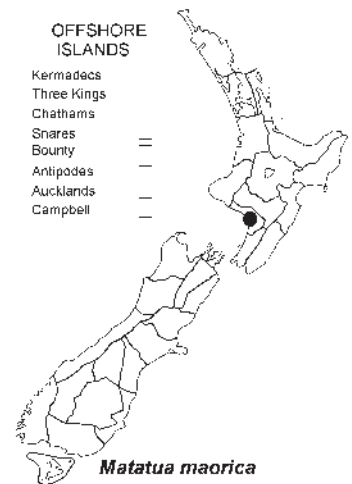 OFFSHORE
ISLANDS
Kermadecs
Three Kings
Chathams
Snares
Bounty
Antipodes
Aucklands
Campbell
Matatua maorica